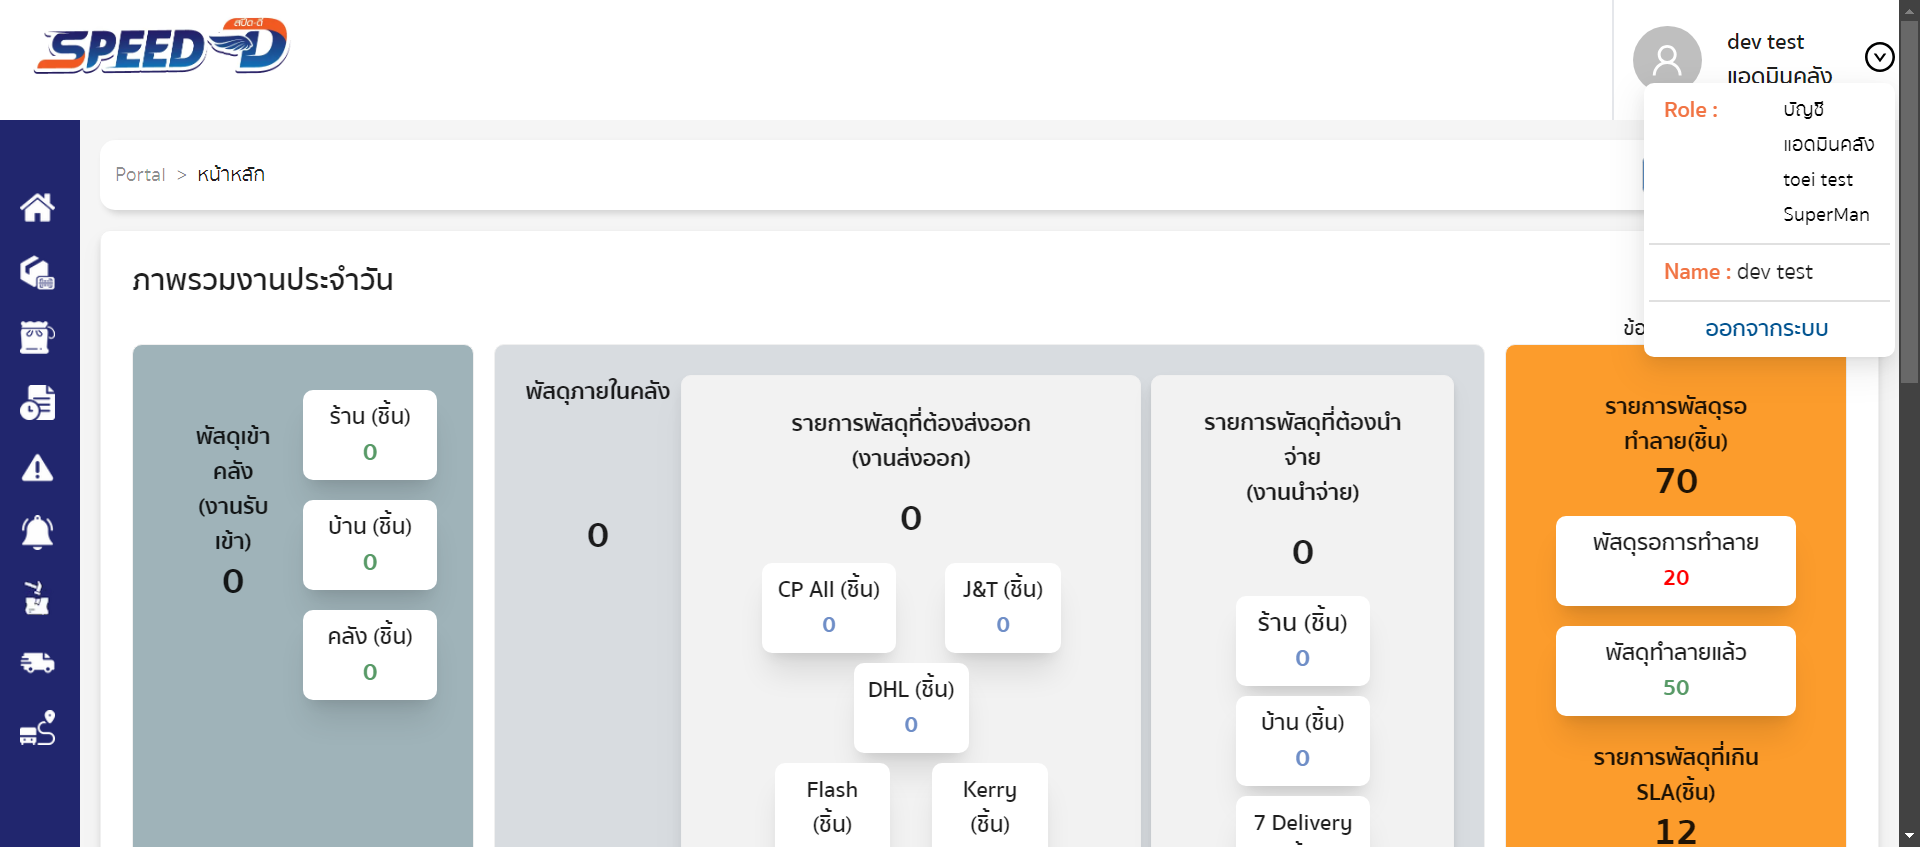 สปีด-ดี
SPEED-D
dev test
แอดมินคลัง
Role :
บัญชี
แอดมินคลัง
toei test
SuperMan
Name : dev test
ออกจากระบบ
Portal > หน้าหลัก
ภาพรวมงานประจำวัน
พัสดุเข้า
คลัง
(งานรับ
เข้า)
0
ร้าน (ชิ้น)
0
บ้าน (ชิ้น)
0
คลัง (ชิ้น)
0
พัสดุภายในคลัง
0
รายการพัสดุที่ต้องส่งออก
(งานส่งออก)
0
CP All (ชิ้น)
0
J&T (ชิ้น)
0
DHL (ชิ้น)
0
Flash
(ชิ้น)
Kerry
(ชิ้น)
รายการพัสดุที่ต้องนำ
จ่าย
(งานนำจ่าย)
0
ร้าน (ชิ้น)
0
บ้าน (ชิ้น)
0
7 Delivery
รายการพัสดุรอ
ทำลาย(ชิ้น)
70
พัสดุรอการทำลาย
20
พัสดุทำลายแล้ว
50
รายการพัสดุที่เกิน
SLA(ชิ้น)
12